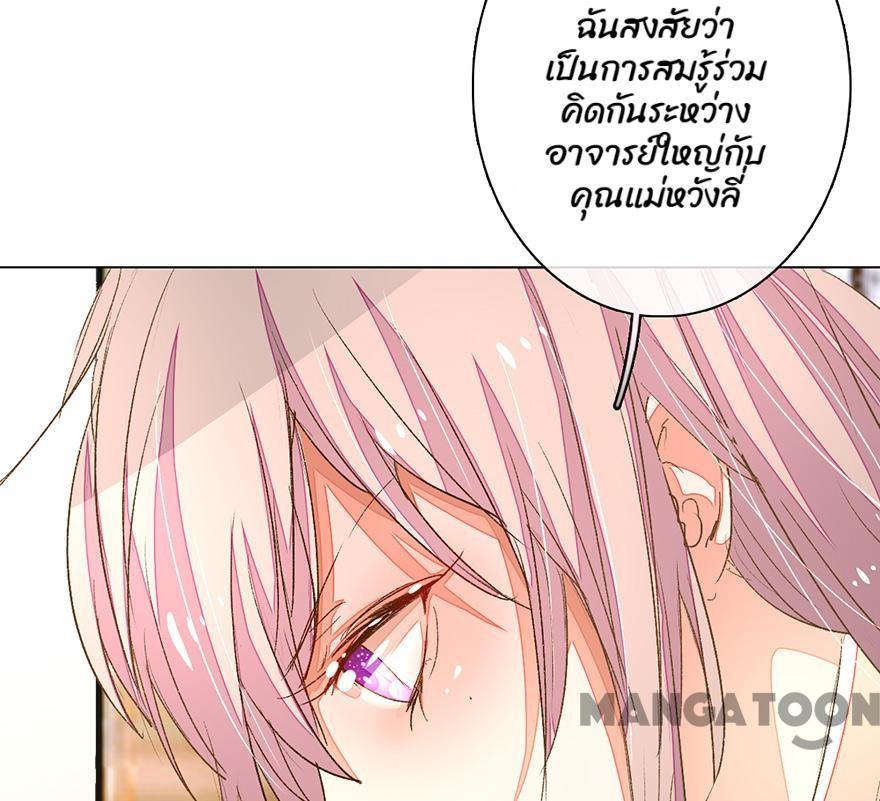 ฉันสงสัยว่า
เป็นการสมรู้ร่วม
คิดกันระหว่าง
อาจารย์ใหญ่กับ
คุณแม่หวังลี่
MANGATOON